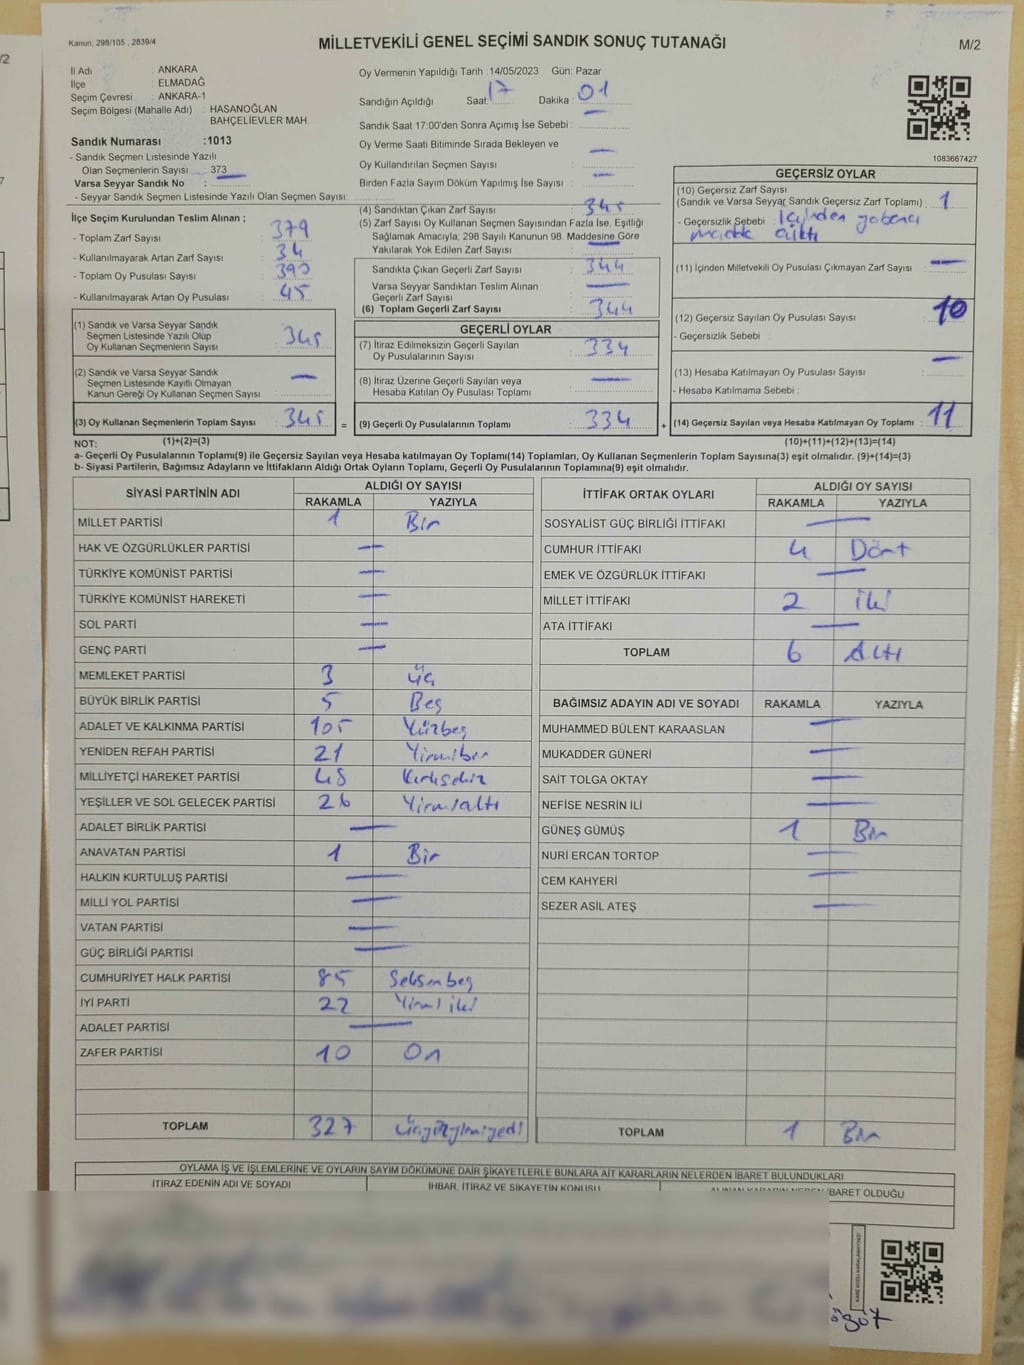 Kanun; 298/105 , 2839/4
MİLLETVEKİLİ GENEL SEÇİMİ SANDIK SONUÇ TUTANAĞI
M/2
İl Adı : ANKARA
İlçe : ELMADAĞ
Seçim Çevresi : ANKARA-1
Seçim Bölgesi (Mahalle Adı) : HASANOĞLAN
BAHÇELİEVLER MAH.
Sandık Numarası :1013
- Sandık Seçmen Listesinde Yazılı
Olan Seçmenlerin Sayısı : 373
Varsa Seyyar Sandık No :
- Seyyar Sandık Seçmen Listesinde Yazılı Olan Seçmen Sayısı:
Oy Vermenin Yapıldığı Tarih :14/05/2023 Gün: Pazar
Sandığın Açıldığı Saat: 17 Dakika : 01
Sandık Saat 17:00'den Sonra Açımış İse Sebebi :
Oy Verme Saati Bitiminde Sırada Bekleyen ve
Oy Kullandırılan Seçmen Sayısı : —
Birden Fazla Sayım Döküm Yapılmış İse Sayısı : —
1083667427
İlçe Seçim Kurulundan Teslim Alınan ;
- Toplam Zarf Sayısı : 379
- Kullanılmayarak Artan Zarf Sayısı : 34
- Toplam Oy Pusulası Sayısı : 390
- Kullanılmayarak Artan Oy Pusulası : 45
(4) Sandıktan Çıkan Zarf Sayısı : 345
(5) Zarf Sayısı Oy Kullanan Seçmen Sayısından Fazla İse, Eşitliği
Sağlamak Amacıyla, 298 Sayılı Kanunun 98. Maddesine Göre
Yakılarak Yok Edilen Zarf Sayısı : —
Sandıkta Çıkan Geçerli Zarf Sayısı : 344
Varsa Seyyar Sandıktan Teslim Alınan
Geçerli Zarf Sayısı : —
(6) Toplam Geçerli Zarf Sayısı : 344
GEÇERSİZ OYLAR
(10) Geçersiz Zarf Sayısı
(Sandık ve Varsa Seyyar Sandık Geçersiz Zarf Toplamı) : 1
- Geçersizlik Sebebi : İçinden yabancı
madde çıktı
(11) İçinden Milletvekili Oy Pusulası Çıkmayan Zarf Sayısı : —
(12) Geçersiz Sayılan Oy Pusulası Sayısı : 10
- Geçersizlik Sebebi :
(13) Hesaba Katılmayan Oy Pusulası Sayısı : —
- Hesaba Katılmama Sebebi :
(1) Sandık ve Varsa Seyyar Sandık
Seçmen Listesinde Yazılı Olup
Oy Kullanan Seçmenlerin Sayısı : 345
(2) Sandık ve Varsa Seyyar Sandık
Seçmen Listesinde Kayıtlı Olmayan
Kanun Gereği Oy Kullanan Seçmen Sayısı : —
GEÇERLİ OYLAR
(7) İtiraz Edilmeksizin Geçerli Sayılan
Oy Pusulalarının Sayısı : 334
(8) İtiraz Üzerine Geçerli Sayılan veya
Hesaba Katılan Oy Pusulası Toplamı : —
(3) Oy Kullanan Seçmenlerin Toplam Sayısı : 345 = (9) Geçerli Oy Pusulalarının Toplamı : 334 + (14) Geçersiz Sayılan veya Hesaba Katılmayan Oy Toplamı : 11
NOT: (1)+(2)=(3) (10)+(11)+(12)+(13)=(14)
a- Geçerli Oy Pusulalarının Toplamı(9) ile Geçersiz Sayılan veya Hesaba katılmayan Oy Toplamı(14) Toplamları, Oy Kullanan Seçmenlerin Toplam Sayısına(3) eşit olmalıdır. (9)+(14)=(3)
b- Siyasi Partilerin, Bağımsız Adayların ve İttifakların Aldığı Ortak Oyların Toplamı, Geçerli Oy Pusulalarının Toplamına(9) eşit olmalıdır.
SİYASİ PARTİNİN ADI ALDIĞI OY SAYISI
RAKAMLA YAZIYLA
MİLLET PARTİSİ 1 Bir
HAK VE ÖZGÜRLÜKLER PARTİSİ —
TÜRKİYE KOMÜNİST PARTİSİ —
TÜRKİYE KOMÜNİST HAREKETİ —
SOL PARTİ —
GENÇ PARTİ —
MEMLEKET PARTİSİ 3 Üç
BÜYÜK BİRLİK PARTİSİ 5 Beş
ADALET VE KALKINMA PARTİSİ 105 Yüzbeş
YENİDEN REFAH PARTİSİ 21 Yirmibir
MİLLİYETÇİ HAREKET PARTİSİ 48 Kırksekiz
YEŞİLLER VE SOL GELECEK PARTİSİ 26 Yirmialtı
ADALET BİRLİK PARTİSİ —
ANAVATAN PARTİSİ 1 Bir
HALKIN KURTULUŞ PARTİSİ —
MİLLİ YOL PARTİSİ —
VATAN PARTİSİ —
GÜÇ BİRLİĞİ PARTİSİ —
CUMHURİYET HALK PARTİSİ 85 Seksenbeş
İYİ PARTİ 22 Yirmi iki
ADALET PARTİSİ —
ZAFER PARTİSİ 10 On
TOPLAM 327 Üçyüzyirmiyedi
İTTİFAK ORTAK OYLARI ALDIĞI OY SAYISI
RAKAMLA YAZIYLA
SOSYALİST GÜÇ BİRLİĞİ İTTİFAKI —
CUMHUR İTTİFAKI 4 Dört
EMEK VE ÖZGÜRLÜK İTTİFAKI —
MİLLET İTTİFAKI 2 iki
ATA İTTİFAKI —
TOPLAM 6 Altı
BAĞIMSIZ ADAYIN ADI VE SOYADI RAKAMLA YAZIYLA
MUHAMMED BÜLENT KARAASLAN —
MUKADDER GÜNERİ —
SAİT TOLGA OKTAY —
NEFİSE NESRİN İLİ —
GÜNEŞ GÜMÜŞ 1 Bir
NURİ ERCAN TORTOP —
CEM KAHYERİ —
SEZER ASİL ATEŞ —
TOPLAM 1 Bir
OYLAMA İŞ VE İŞLEMLERİNE VE OYLARIN SAYIM DÖKÜMÜNE DAİR ŞİKAYETLERLE BUNLARA AİT KARARLARIN NELERDEN İBARET BULUNDUKLARI
İTİRAZ EDENİN ADI VE SOYADI İHBAR, İTİRAZ VE ŞİKAYETİN KONUSU ALINAN KARARIN NEDEN İBARET OLDUĞU